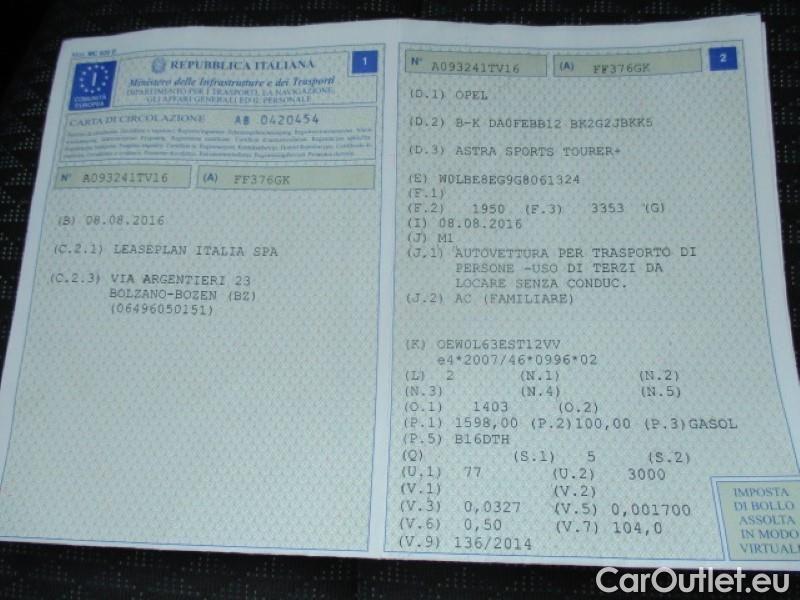 Mod. MC 820 F
I
COMUNITÀ
EUROPEA
REPUBBLICA ITALIANA
1
Ministero delle Infrastrutture e dei Trasporti
DIPARTIMENTO PER I TRASPORTI, LA NAVIGAZIONE,
GLI AFFARI GENERALI ED IL PERSONALE
CARTA DI CIRCOLAZIONE AB 0420454
N° A093241TV16 (A) FF376GK
(B) 08.08.2016
(C.2.1) LEASEPLAN ITALIA SPA
(C.2.3) VIA ARGENTIERI 23
BOLZANO-BOZEN (BZ)
(06496050151)
N° A093241TV16 (A) FF376GK 2
(D.1) OPEL
(D.2) B-K DA0FEBB12 BK2G2JBKK5
(D.3) ASTRA SPORTS TOURER+
(E) W0LBE8EG9G8061324
(F.1)
(F.2) 1950 (F.3) 3353 (G)
(I) 08.08.2016
(J) M1
(J.1) AUTOVETTURA PER TRASPORTO DI
PERSONE -USO DI TERZI DA
LOCARE SENZA CONDUC.
(J.2) AC (FAMILIARE)
(K) OEW0L63EST12VV
e4*2007/46*0996*02
(L) 2 (N.1) (N.2)
(N.3) (N.4) (N.5)
(O.1) 1403 (O.2)
(P.1) 1598,00 (P.2)100,00 (P.3)GASOL
(P.5) B16DTH
(Q) (S.1) 5 (S.2)
(U.1) 77 (U.2) 3000
(V.1) (V.2)
(V.3) 0,0327 (V.5) 0,001700
(V.6) 0,50 (V.7) 104,0
(V.9) 136/2014
IMPOSTA
DI BOLLO
ASSOLTA
IN MODO
VIRTUAL
CarOutlet.eu